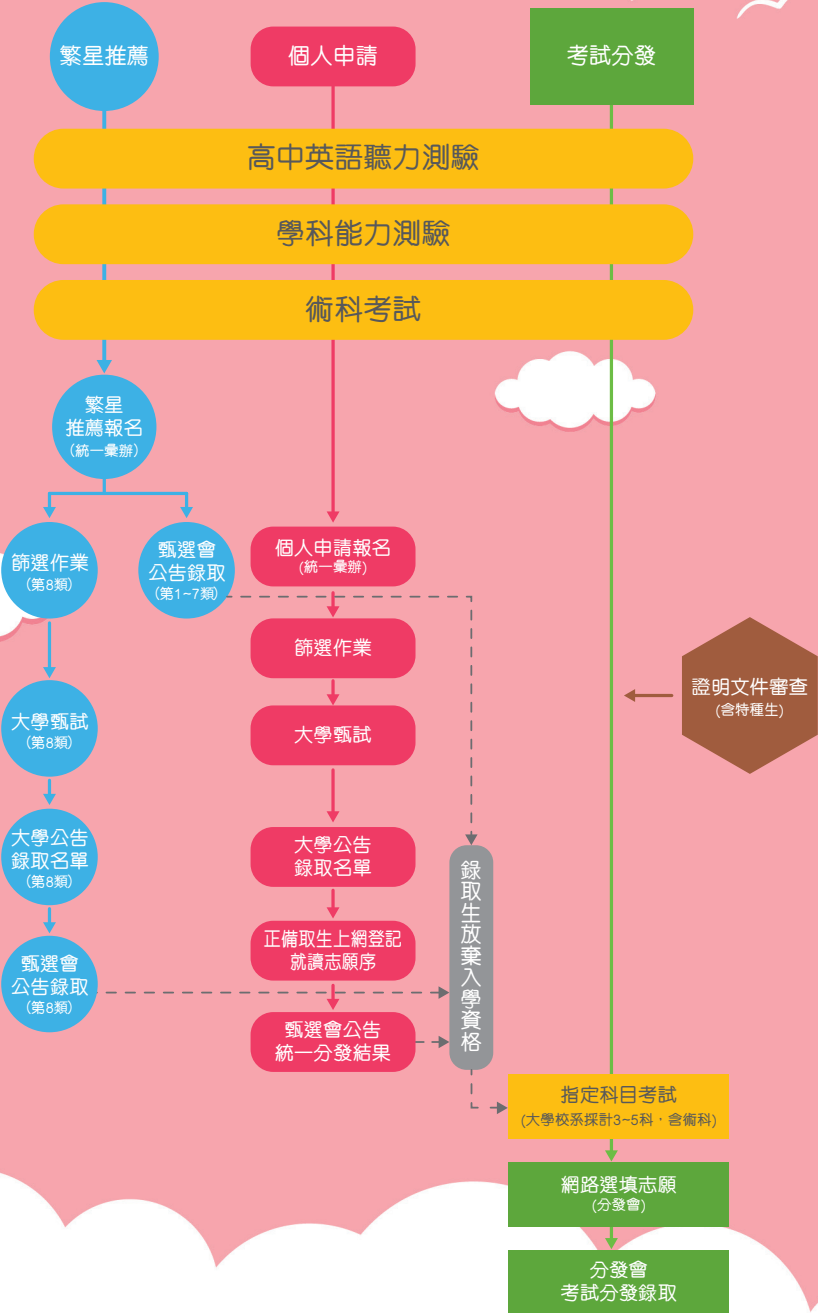 繁星推薦
個人申請
考試分發
高中英語聽力測驗
學科能力測驗
術科考試
繁星
推薦報名
(統一彙辦)
篩選作業
(第8類)
甄選會
公告錄取
(第1~7類)
個人申請報名
(統一彙辦)
篩選作業
證明文件審查
(含特種生)
大學甄試
(第8類)
大學甄試
大學公告
錄取名單
(第8類)
大學公告
錄取名單
錄取生放棄入學資格
甄選會
公告錄取
(第8類)
正備取生上網登記
就讀志願序
甄選會公告
統一分發結果
指定科目考試
(大學校系採計3~5科，含術科)
網路選填志願
(分發會)
分發會
考試分發錄取